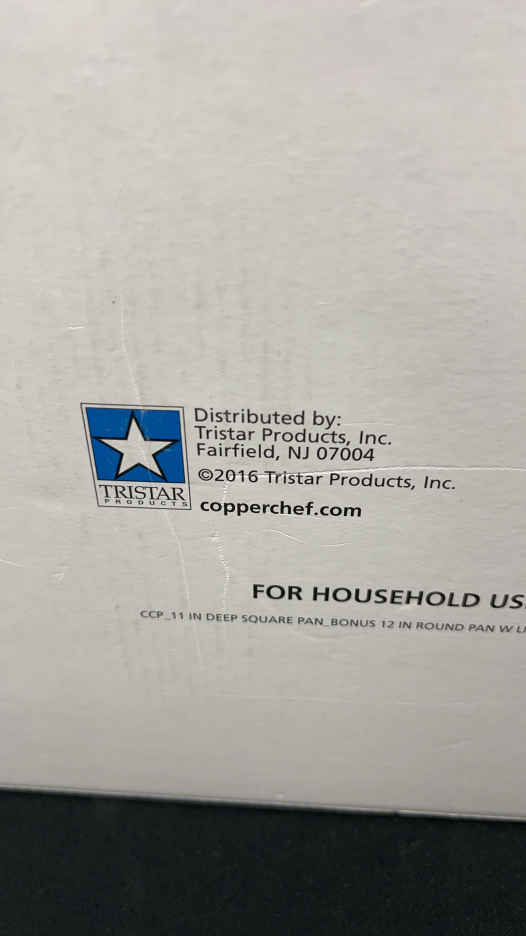 Distributed by:
Tristar Products, Inc.
Fairfield, NJ 07004
©2016 Tristar Products, Inc.
copperchef.com
TRISTAR
PRODUCTS
FOR HOUSEHOLD
CCP_11 IN DEEP SQUARE PAN_BONUS 12 IN ROUND PAN W